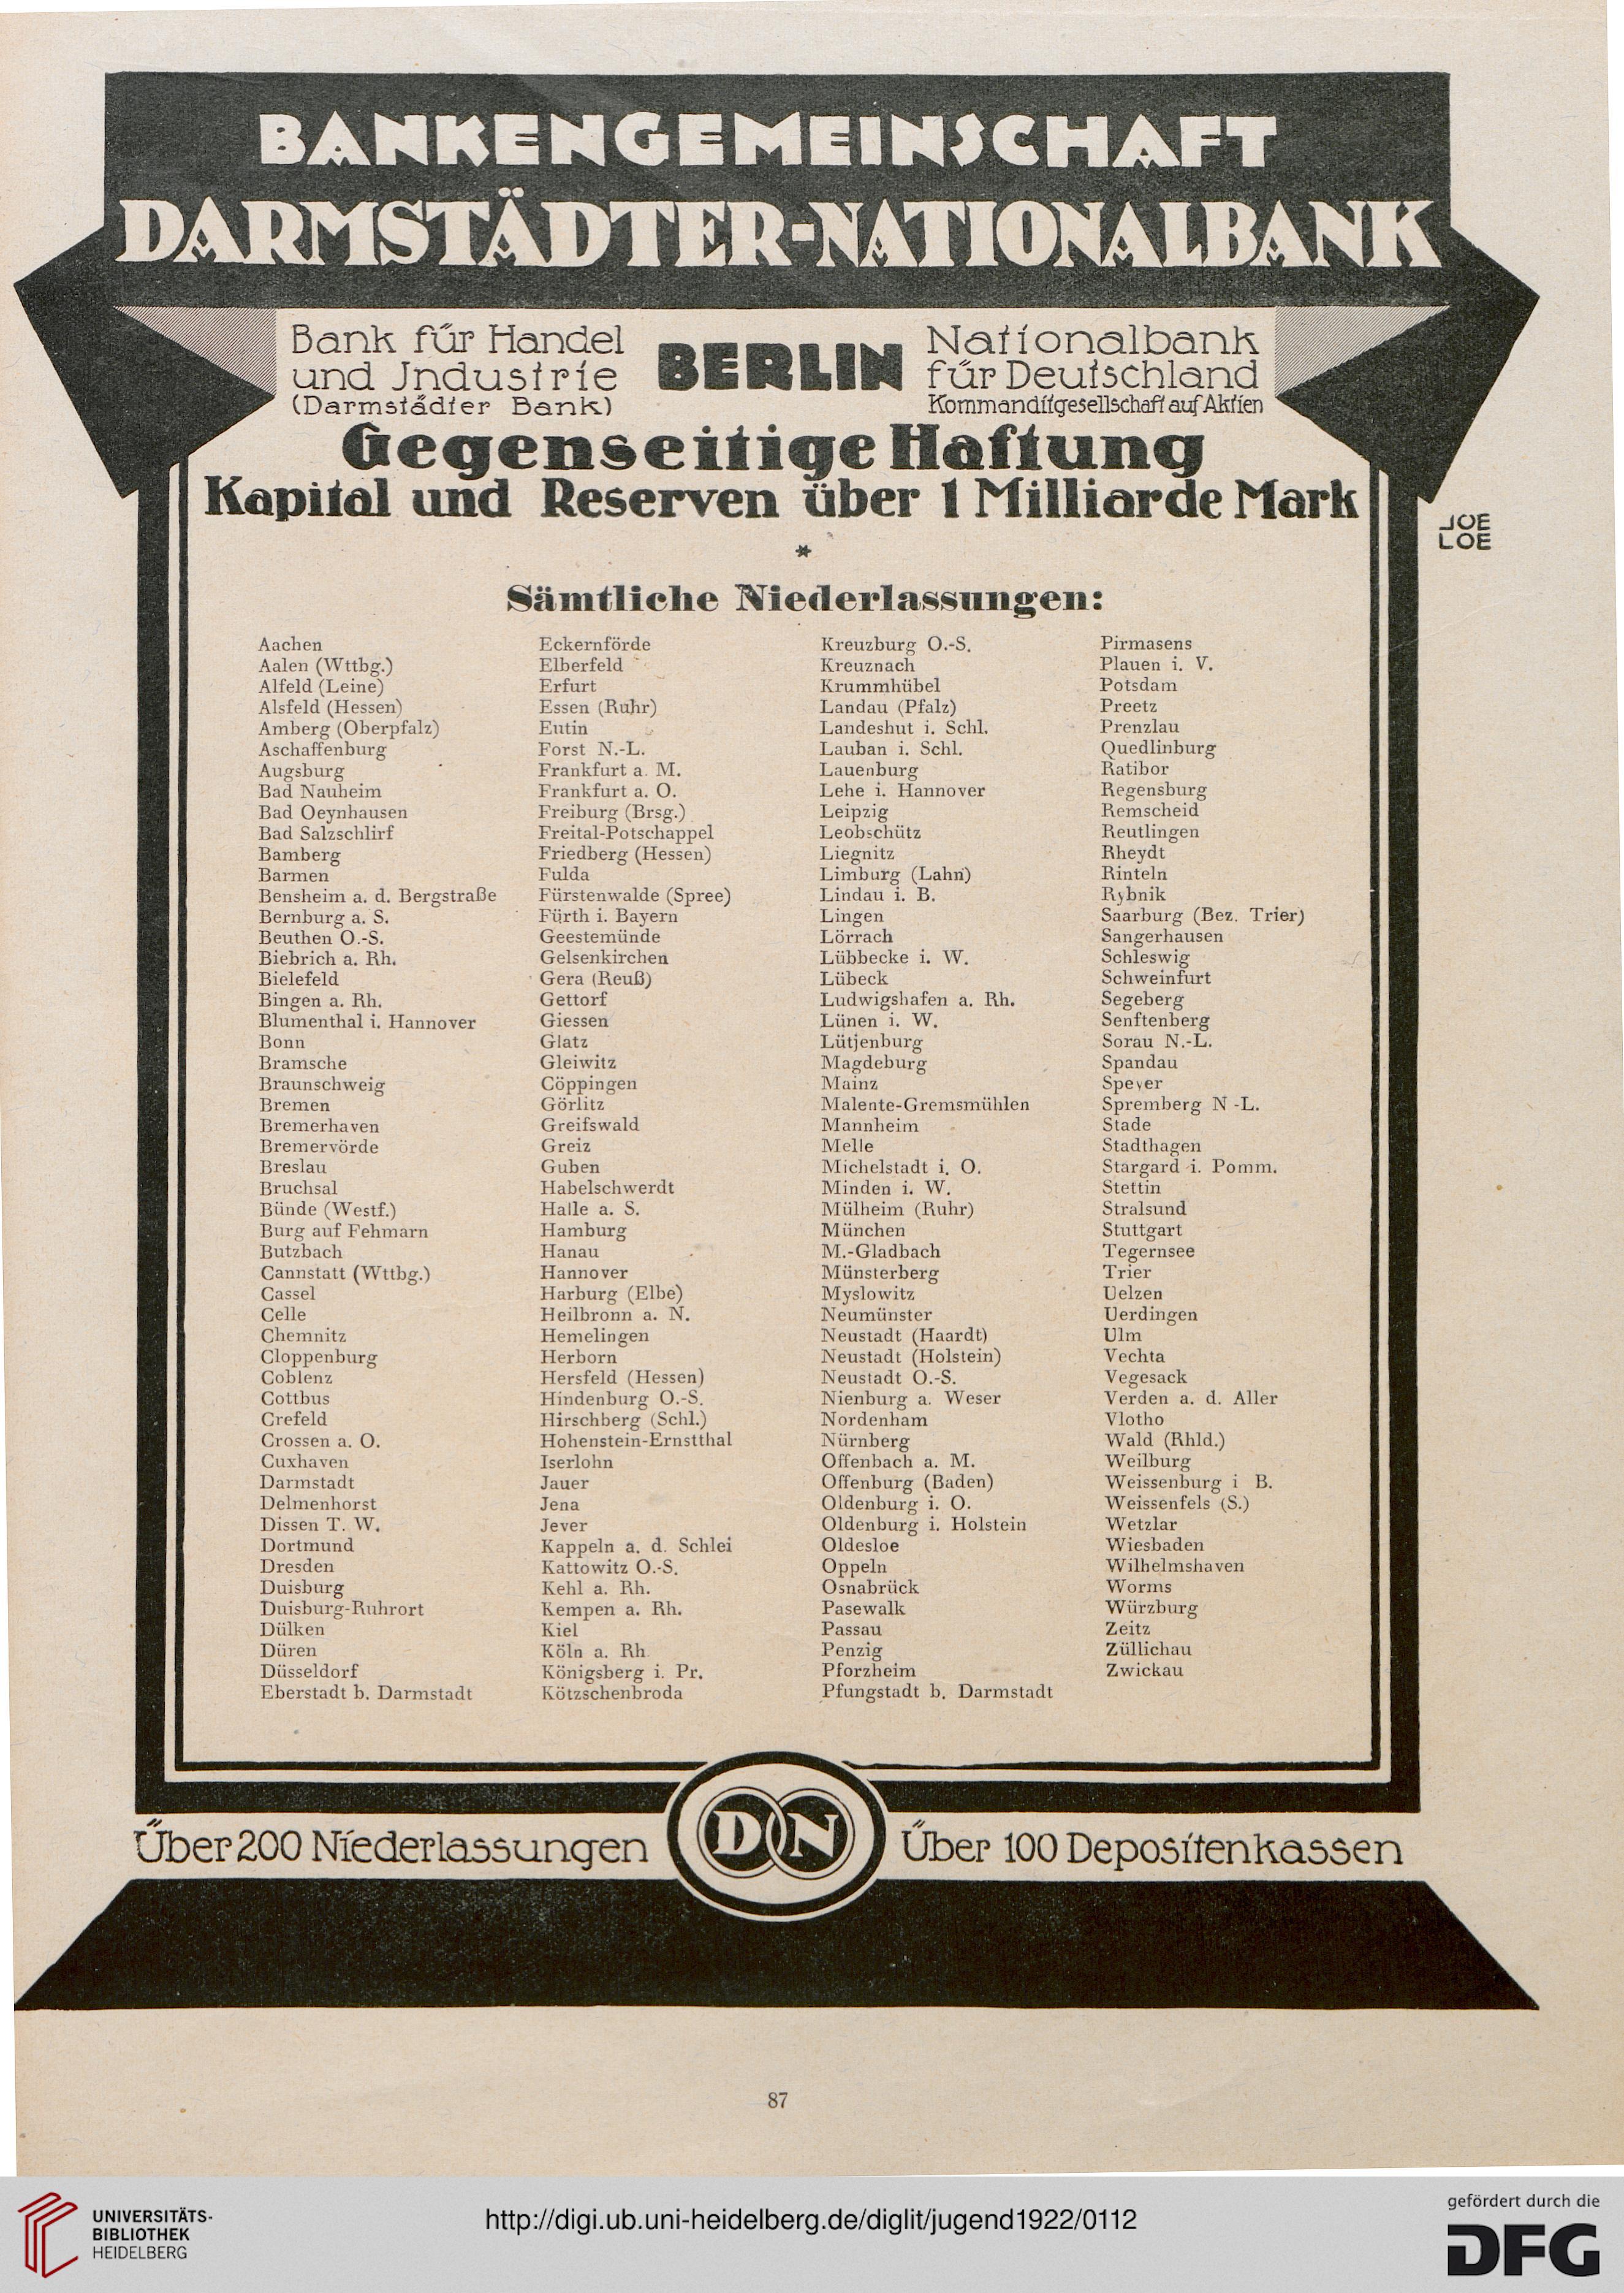 BANKENGEMEINSCHAFT
DARMSTÄDTER-NATIONALBANK
Bank für Handel
und Industrie
(Darmstädter Bank)
BERLIN
Nationalbank
für Deutschland
Kommanditgesellschaft auf Aktien
Gegenseitige Haftung
Kapital und Reserven über 1 Milliarde Mark
JOE
LOE
*
Sämtliche Niederlassungen:
Aachen
Aalen (Wttbg.)
Alfeld (Leine)
Alsfeld (Hessen)
Amberg (Oberpfalz)
Aschaffenburg
Augsburg
Bad Nauheim
Bad Oeynhausen
Bad Salzschlirf
Bamberg
Barmen
Bensheim a. d. Bergstraße
Bernburg a. S.
Beuthen O.-S.
Biebrich a. Rh.
Bielefeld
Bingen a. Rh.
Blumenthal i. Hannover
Bonn
Bramsche
Braunschweig
Bremen
Bremerhaven
Bremervörde
Breslau
Bruchsal
Bünde (Westf.)
Burg auf Fehmarn
Butzbach
Cannstatt (Wttbg.)
Cassel
Celle
Chemnitz
Cloppenburg
Coblenz
Cottbus
Crefeld
Crossen a. O.
Cuxhaven
Darmstadt
Delmenhorst
Dissen T. W.
Dortmund
Dresden
Duisburg
Duisburg-Ruhrort
Dülken
Düren
Düsseldorf
Eberstadt b. Darmstadt
Eckernförde
Elberfeld
Erfurt
Essen (Ruhr)
Eutin
Forst N.-L.
Frankfurt a. M.
Frankfurt a. O.
Freiburg (Brsg.)
Freital-Potschappel
Friedberg (Hessen)
Fulda
Fürstenwalde (Spree)
Fürth i. Bayern
Geestemünde
Gelsenkirchen
Gera (Reuß)
Gettorf
Giessen
Glatz
Gleiwitz
Cöppingen
Görlitz
Greifswald
Greiz
Guben
Habelschwerdt
Halle a. S.
Hamburg
Hanau
Hannover
Harburg (Elbe)
Heilbronn a. N.
Hemelingen
Herborn
Hersfeld (Hessen)
Hindenburg O.-S.
Hirschberg (Schl.)
Hohenstein-Ernstthal
Iserlohn
Jauer
Jena
Jever
Kappeln a. d. Schlei
Kattowitz O.-S.
Kehl a. Rh.
Kempen a. Rh.
Kiel
Köln a. Rh
Königsberg i. Pr.
Kötzschenbroda
Kreuzburg O.-S.
Kreuznach
Krummhübel
Landau (Pfalz)
Landeshut i. Schl.
Lauban i. Schl.
Lauenburg
Lehe i. Hannover
Leipzig
Leobschütz
Liegnitz
Limburg (Lahn)
Lindau i. B.
Lingen
Lörrach
Lübbecke i. W.
Lübeck
Ludwigshafen a. Rh.
Lünen i. W.
Lütjenburg
Magdeburg
Mainz
Malente-Gremsmühlen
Mannheim
Melle
Michelstadt i. O.
Minden i. W.
Mülheim (Ruhr)
München
M.-Gladbach
Münsterberg
Myslowitz
Neumünster
Neustadt (Haardt)
Neustadt (Holstein)
Neustadt O.-S.
Nienburg a. Weser
Nordenham
Nürnberg
Offenbach a. M.
Offenburg (Baden)
Oldenburg i. O.
Oldenburg i. Holstein
Oldesloe
Oppeln
Osnabrück
Pasewalk
Passau
Penzig
Pforzheim
Pfungstadt b. Darmstadt
Pirmasens
Plauen i. V.
Potsdam
Preetz
Prenzlau
Quedlinburg
Ratibor
Regensburg
Remscheid
Reutlingen
Rheydt
Rinteln
Rybnik
Saarburg (Bez. Trier)
Sangerhausen
Schleswig
Schweinfurt
Segeberg
Senftenberg
Sorau N.-L.
Spandau
Speyer
Spremberg N -L.
Stade
Stadthagen
Stargard i. Pomm.
Stettin
Stralsund
Stuttgart
Tegernsee
Trier
Uelzen
Uerdingen
Ulm
Vechta
Vegesack
Verden a. d. Aller
Vlotho
Wald (Rhld.)
Weilburg
Weissenburg i B.
Weissenfels (S.)
Wetzlar
Wiesbaden
Wilhelmshaven
Worms
Würzburg
Zeitz
Züllichau
Zwickau
Über 200 Niederlassungen
DN
Über 100 Depositenkassen
87
UNIVERSITÄTS-
BIBLIOTHEK
HEIDELBERG
http://digi.ub.uni-heidelberg.de/diglit/jugend1922/0112
gefördert durch die
DFG